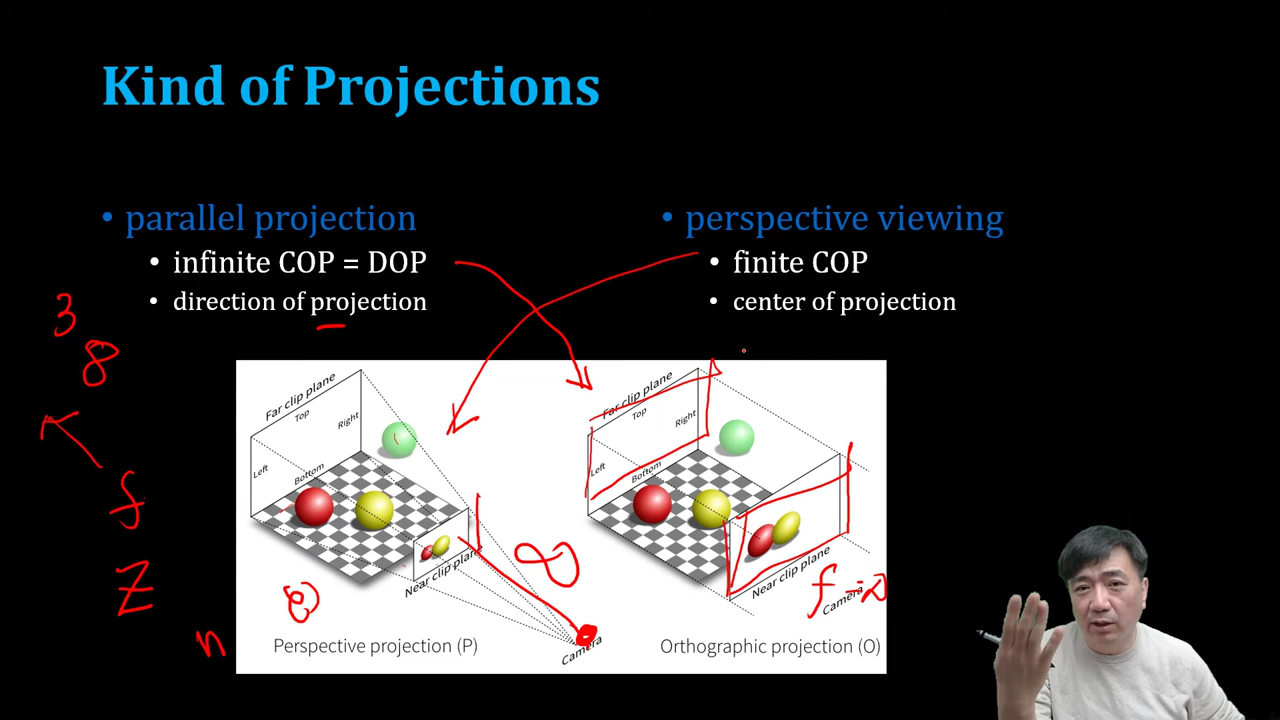 Kind of Projections
• parallel projection
• infinite COP = DOP
• direction of projection
• perspective viewing
• finite COP
• center of projection
3
8
f
Z
n
Far clip plane
Top
Right
Left
Bottom
Near clip plane
Camera
Perspective projection (P)
Far clip plane
Top
Right
Left
Bottom
Near clip plane
f
Camera
Orthographic projection (O)